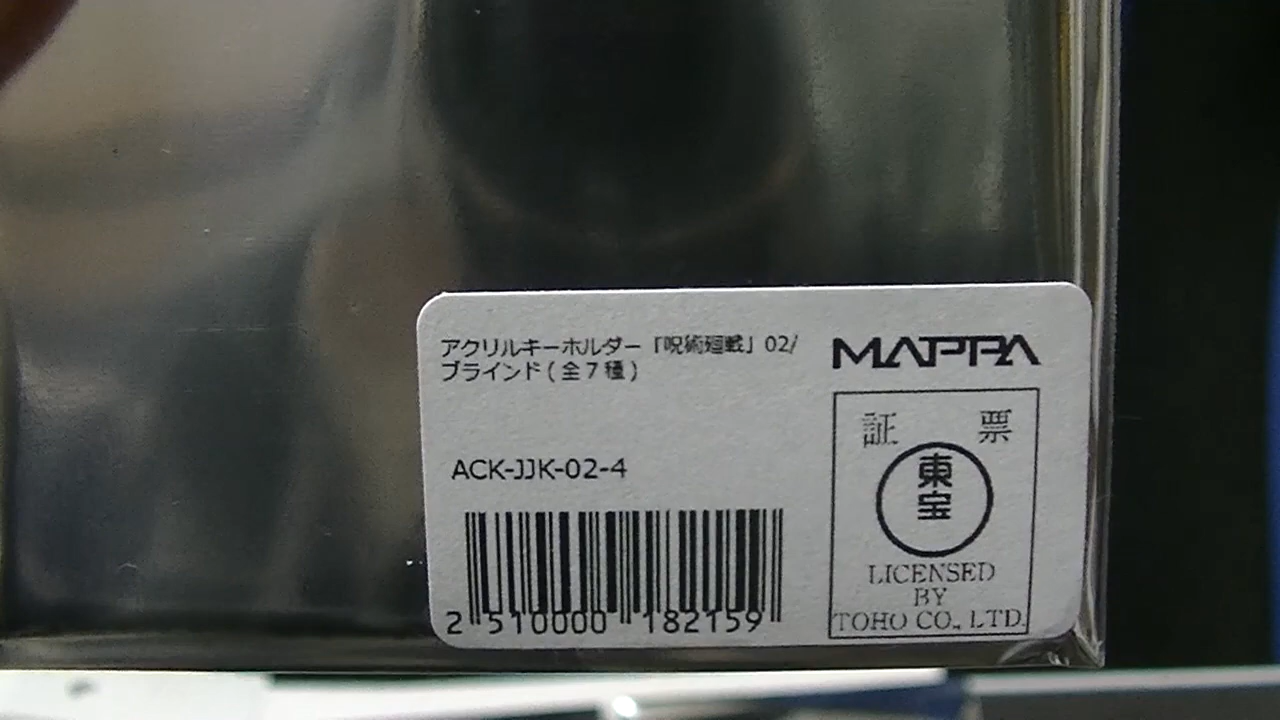 アクリルキーホルダー「呪術廻戦」02/
ブラインド(全7種)
MAPPA
証 票
東宝
LICENSED
BY
TOHO CO., LTD.
ACK-JJK-02-4
2 510000 182159